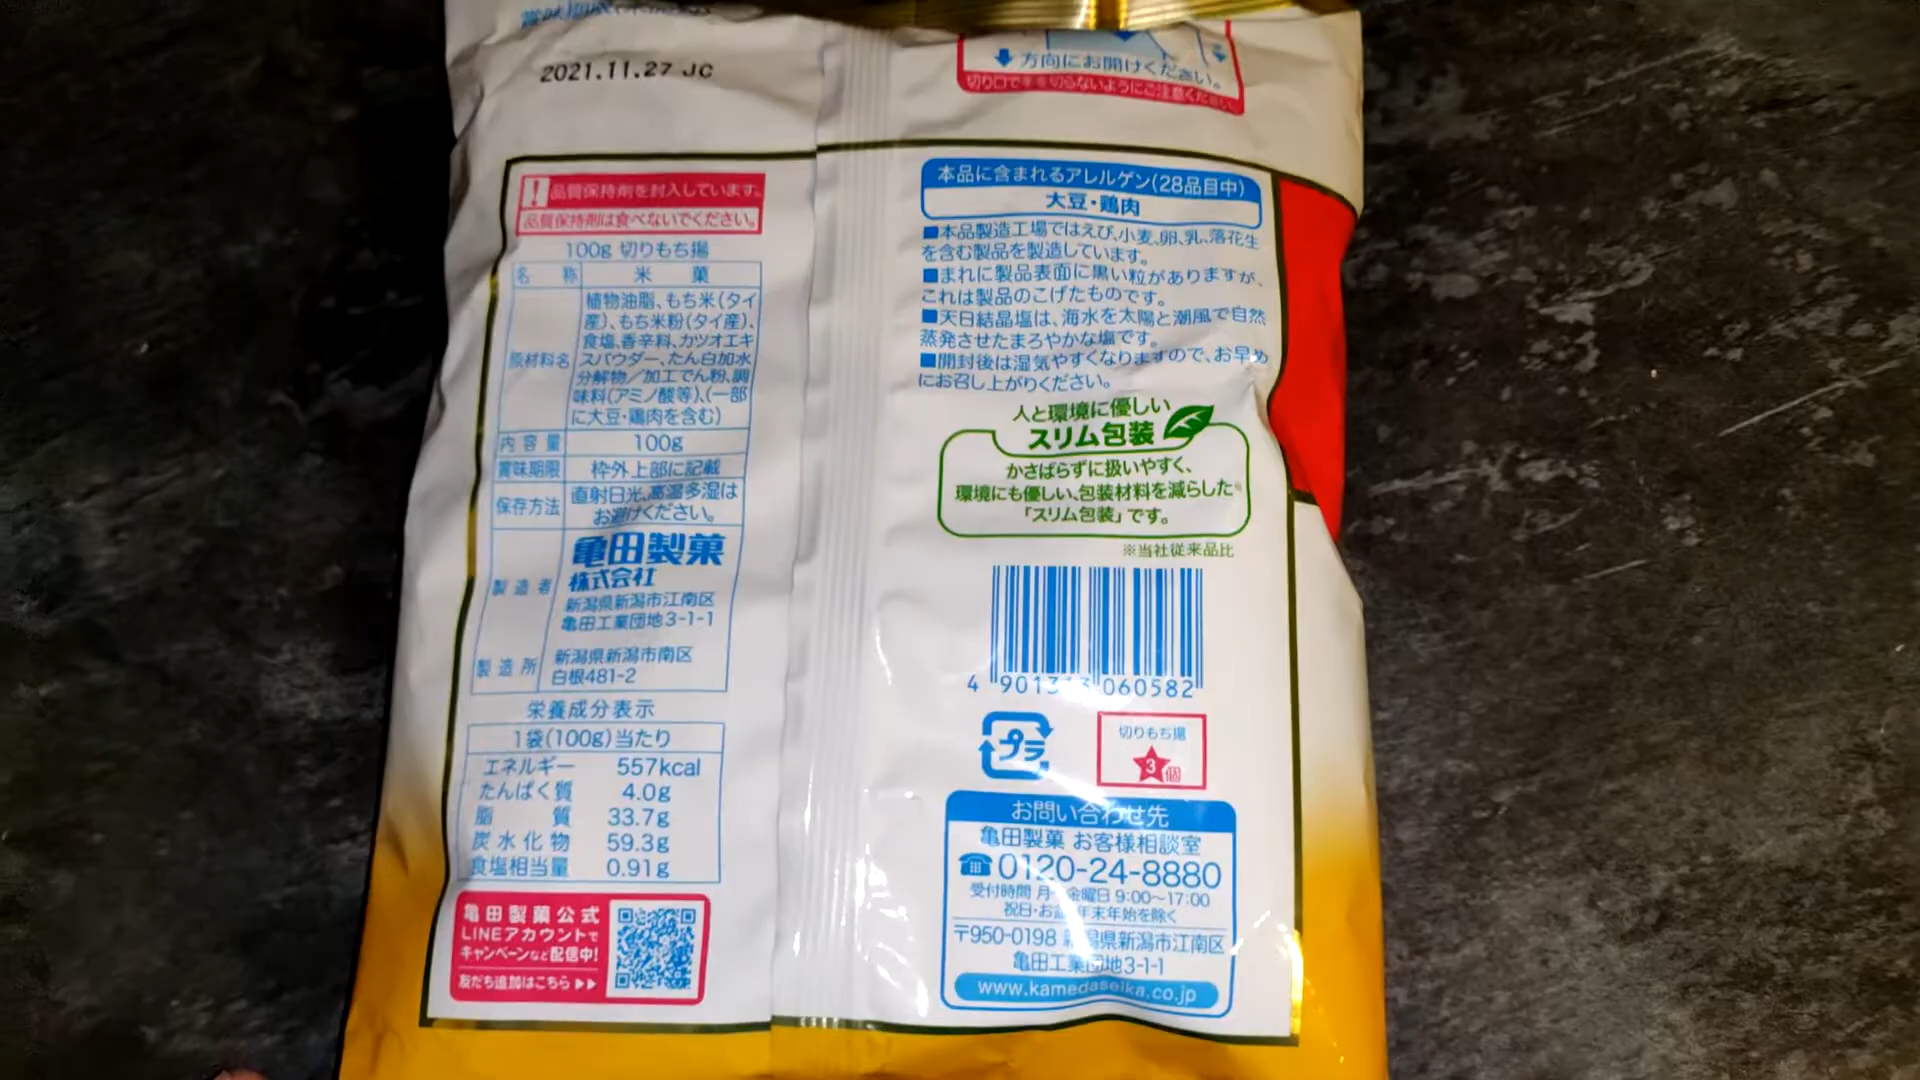 賞味期限
2021.11.27 JC
方向にお開けください。
切り口で手を切らないようにご注意ください。
!品質保持剤を封入しています。
品質保持剤は食べないでください。
100g 切りもち揚
名称 米菓
原材料名
植物油脂、もち米(タイ
産)、もち米粉(タイ産)、
食塩、香辛料、カツオエキ
スパウダー、たん白加水
分解物/加工でん粉、調
味料(アミノ酸等)、(一部
に大豆・鶏肉を含む)
内容量 100g
賞味期限 枠外上部に記載
保存方法 直射日光、高温多湿は
お避けください。
製造者
亀田製菓
株式会社
新潟県新潟市江南区
亀田工業団地3-1-1
製造所
新潟県新潟市南区
白根481-2
栄養成分表示
1袋(100g)当たり
エネルギー 557kcal
たんぱく質 4.0g
脂質 33.7g
炭水化物 59.3g
食塩相当量 0.91g
亀田製菓公式
LINEアカウントで
キャンペーンなど配信中!
友だち追加はこちら▶▶
本品に含まれるアレルゲン(28品目中)
大豆・鶏肉
■本品製造工場ではえび、小麦、卵、乳、落花生
を含む製品を製造しています。
■まれに製品表面に黒い粒がありますが、
これは製品のこげたものです。
■天日結晶塩は、海水を太陽と潮風で自然
蒸発させたまろやかな塩です。
■開封後は湿気やすくなりますので、お早め
にお召し上がりください。
人と環境に優しい
スリム包装
かさばらずに扱いやすく、
環境にも優しい、包装材料を減らした※
「スリム包装」です。
※当社従来品比
4 901313 060582
プラ
切りもち揚
3個
お問い合わせ先
亀田製菓 お客様相談室
0120-24-8880
受付時間 月～金曜日 9:00～17:00
祝日・お盆・年末年始を除く
〒950-0198 新潟県新潟市江南区
亀田工業団地3-1-1
www.kamedaseika.co.jp